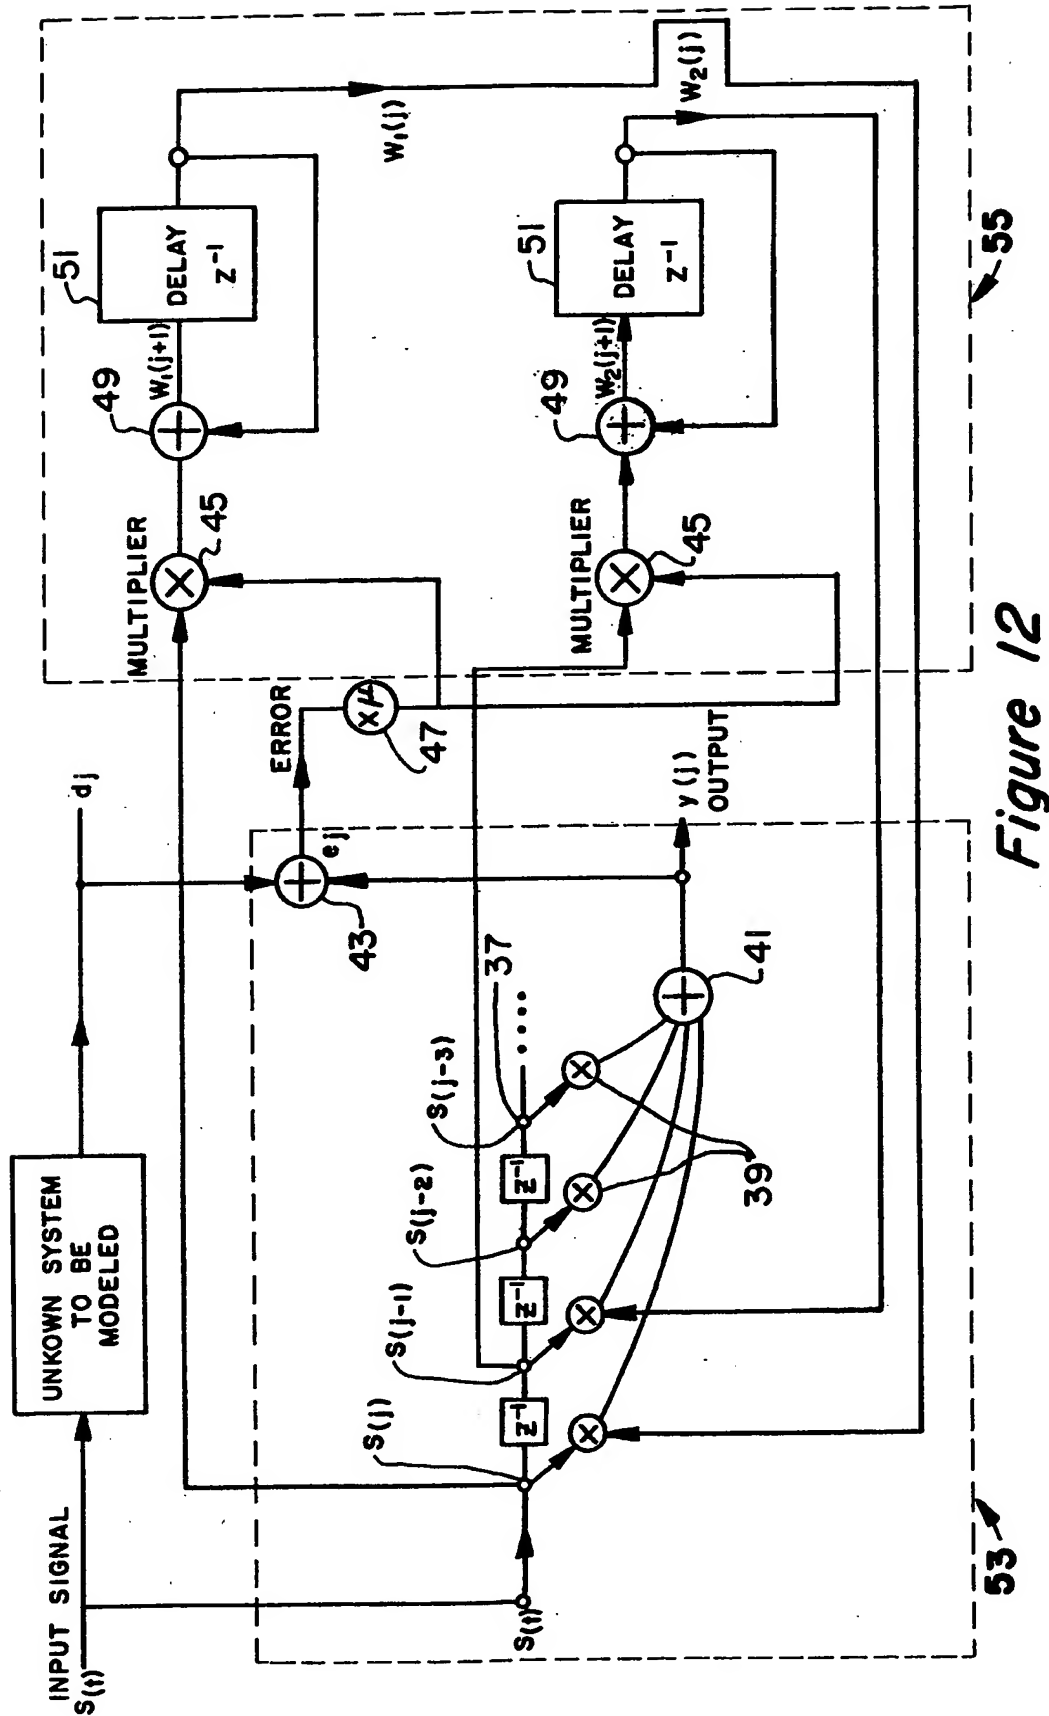 INPUT SIGNAL
S(t)
UNKOWN SYSTEM
TO BE
MODELED
dj
S(t)
S(j)
S(j-1)
S(j-2)
S(j-3)
37
z⁻¹
z⁻¹
z⁻¹
×
×
×
×
39
+
41
y(j)
OUTPUT
+
43
ej
ERROR
xμ
47
MULTIPLIER
×
45
+
49
W₁(j+1)
DELAY
z⁻¹
51
W₁(j)
MULTIPLIER
×
45
+
49
W₂(j+1)
DELAY
z⁻¹
51
W₂(j)
53
55
Figure 12